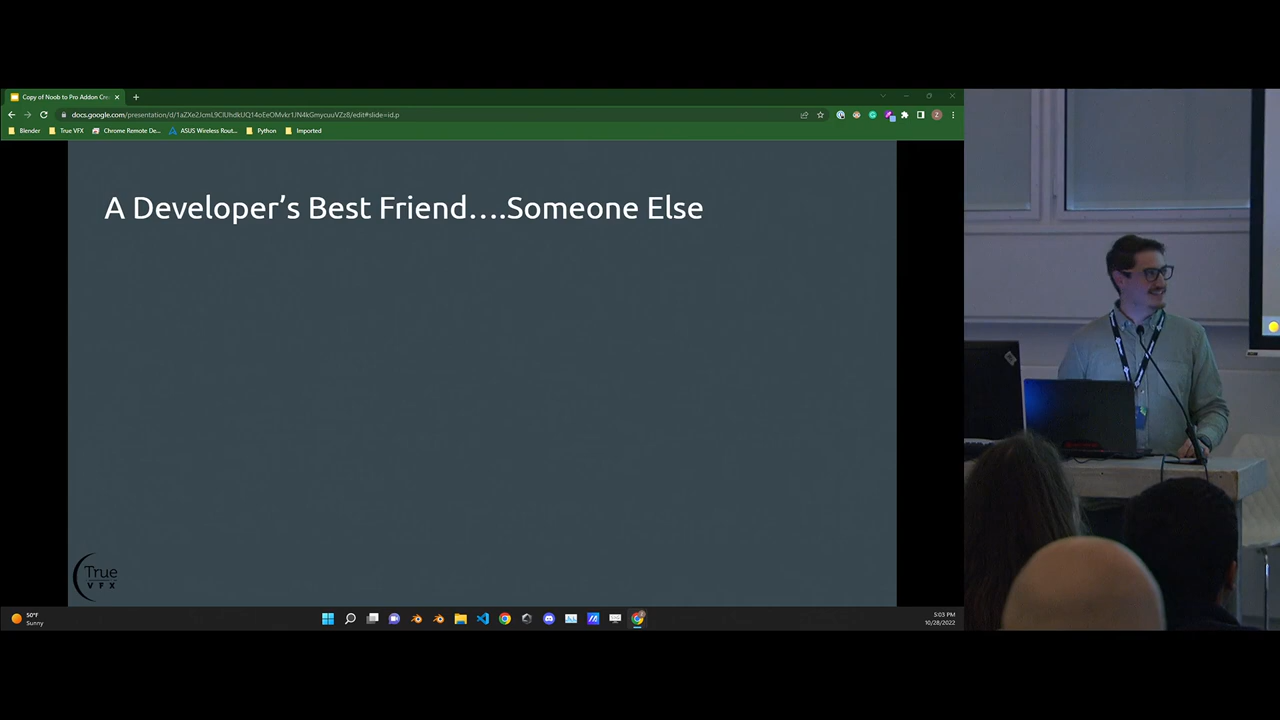 Copy of Noob to Pro Addon Cre
docs.google.com/presentation/d/1aZXe2JcmL9ClUhdkUQ14oEeOMvkr1JN4kGmycuuVZz8/edit#slide=id.p
Blender
True VFX
Chrome Remote De...
ASUS Wireless Rout...
Python
Imported
A Developer's Best Friend....Someone Else
True
VFX
50°F
Sunny
5:03 PM
10/28/2022